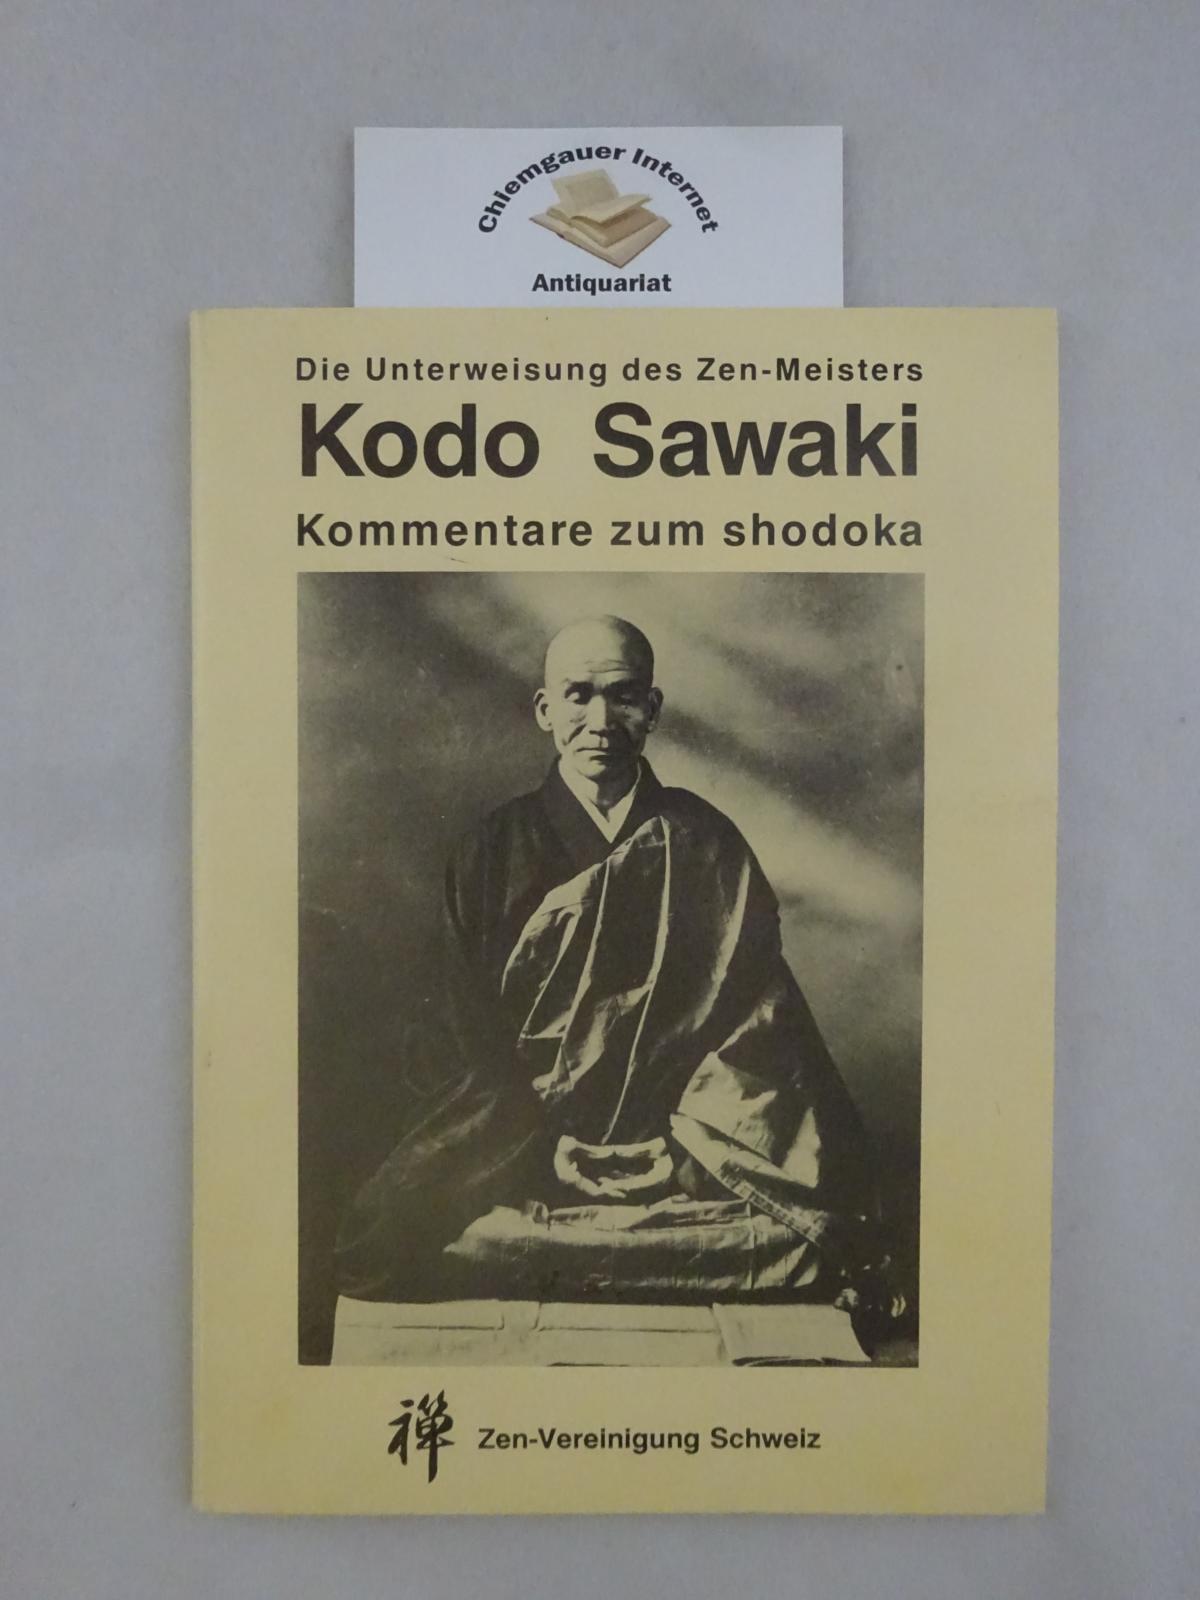 Chiemgauer Internet
Antiquariat
Die Unterweisung des Zen-Meisters
Kodo Sawaki
Kommentare zum shodoka
禅 Zen-Vereinigung Schweiz